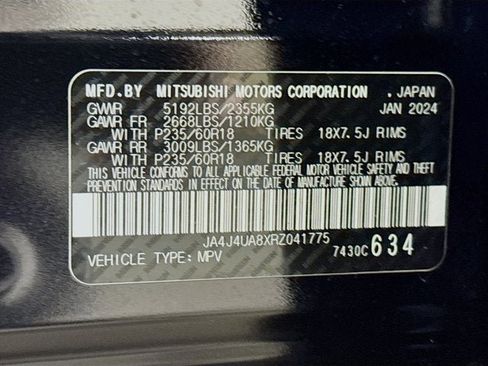 MFD.BY MITSUBISHI MOTORS CORPORATION . JAPAN
GVWR 5192LBS/2355KG JAN 2024
GAWR FR 2668LBS/1210KG
WITH P235/60R18 TIRES 18X7.5J RIMS
GAWR RR 3009LBS/1365KG
WITH P235/60R18 TIRES 18X7.5J RIMS
THIS VEHICLE CONFORMS TO ALL APPLICABLE FEDERAL MOTOR VEHICLE SAFETY AND THEFT
PREVENTION STANDARDS IN EFFECT ON THE DATE OF MANUFACTURE SHOWN ABOVE.
JA4J4UA8XRZ041775
VEHICLE TYPE: MPV 7430C634